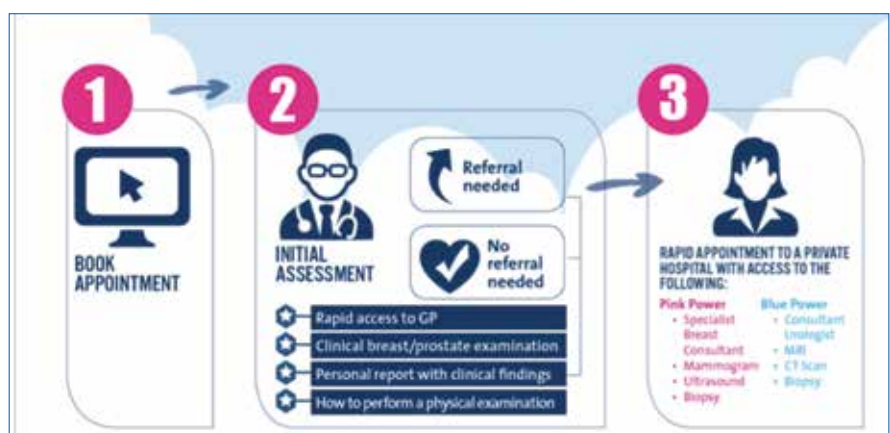 1
BOOK
APPOINTMENT
2
INITIAL
ASSESSMENT
Referral
needed
No
referral
needed
Rapid access to GP
Clinical breast/prostate examination
Personal report with clinical findings
How to perform a physical examination
3
RAPID APPOINTMENT TO A PRIVATE
HOSPITAL WITH ACCESS TO THE
FOLLOWING:
Pink Power
• Specialist
Breast
Consultant
• Mammogram
• Ultrasound
• Biopsy
Blue Power
• Consultant
Urologist
• MRI
• CT Scan
• Biopsy